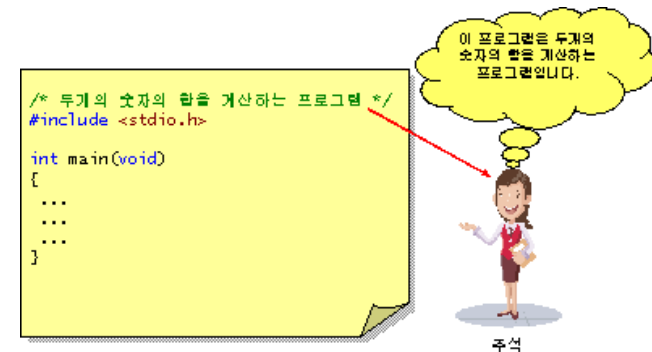 /* 두개의 숫자의 합을 계산하는 프로그램 */
#include <stdio.h>
int main(void)
{
...
...
...
}
이 프로그램은 두개의
숫자의 합을 계산하는
프로그램입니다.
주석